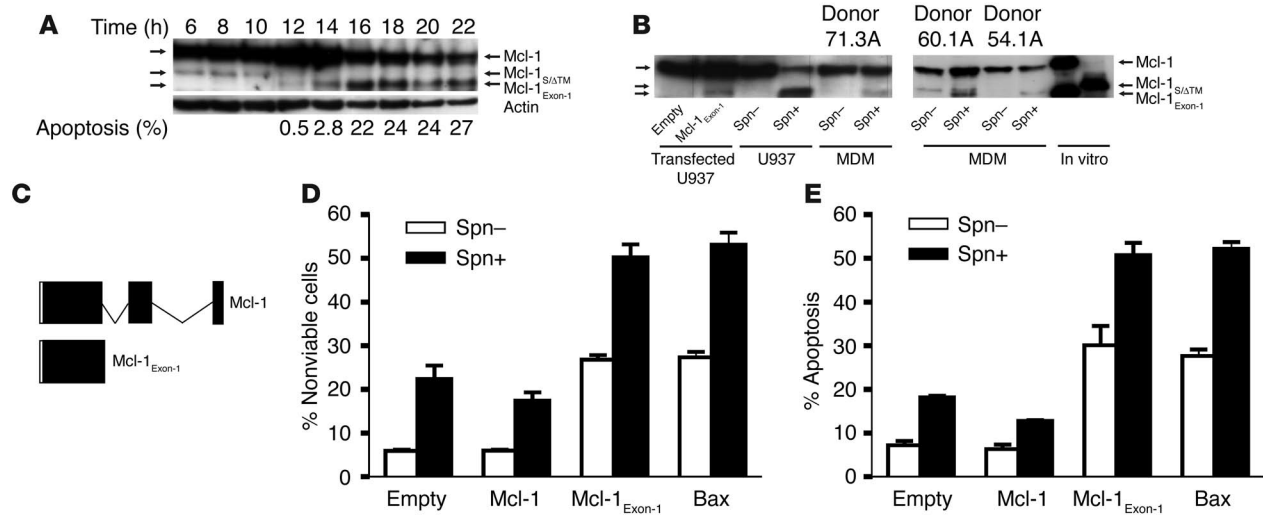 A
Time (h) 6 8 10 12 14 16 18 20 22
Mcl-1
Mcl-1S/ΔTM
Mcl-1Exon-1
Actin
Apoptosis (%) 0.5 2.8 22 24 24 27
B
Donor 71.3A
Donor 60.1A
Donor 54.1A
Mcl-1
Mcl-1S/ΔTM
Mcl-1Exon-1
Empty Mcl-1Exon-1 Spn– Spn+ Spn– Spn+ Spn– Spn+ Spn– Spn+
Transfected U937
U937
MDM
MDM
In vitro
C
Mcl-1
Mcl-1Exon-1
D
% Nonviable cells
60
50
40
30
20
10
0
Spn–
Spn+
Empty Mcl-1 Mcl-1Exon-1 Bax
E
% Apoptosis
60
50
40
30
20
10
0
Spn–
Spn+
Empty Mcl-1 Mcl-1Exon-1 Bax